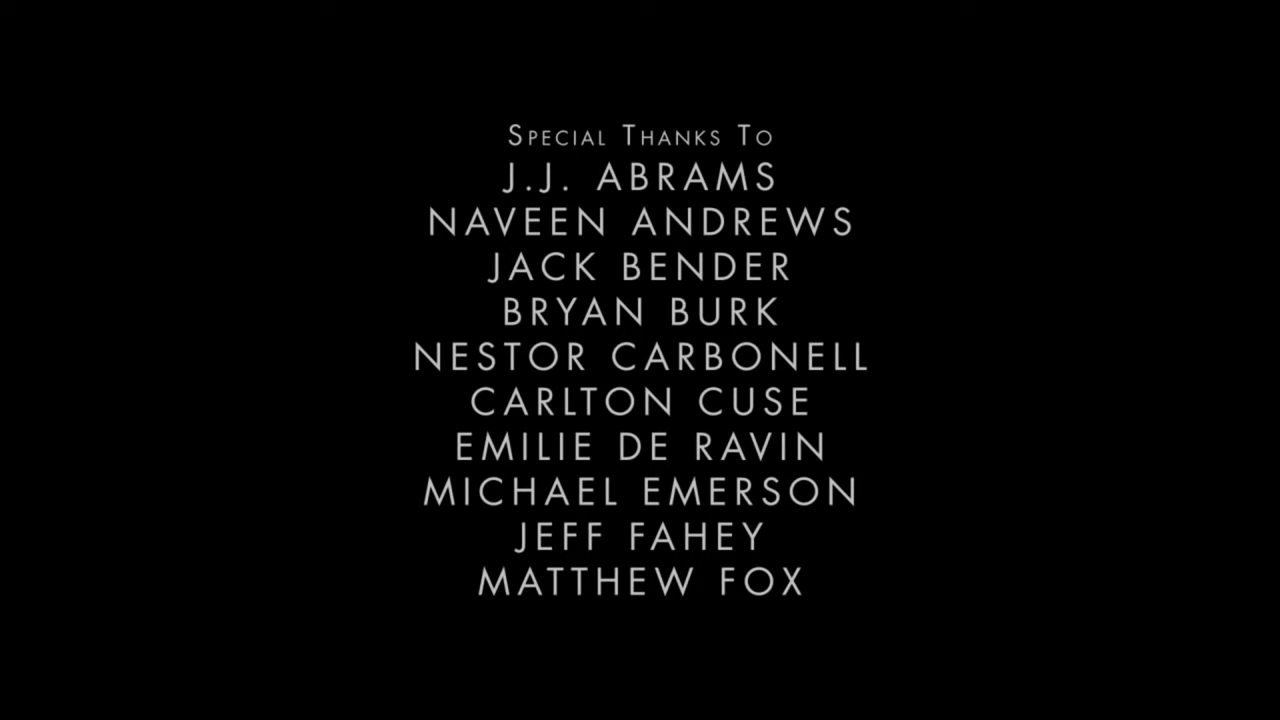 Special Thanks To
J.J. ABRAMS
NAVEEN ANDREWS
JACK BENDER
BRYAN BURK
NESTOR CARBONELL
CARLTON CUSE
EMILIE DE RAVIN
MICHAEL EMERSON
JEFF FAHEY
MATTHEW FOX